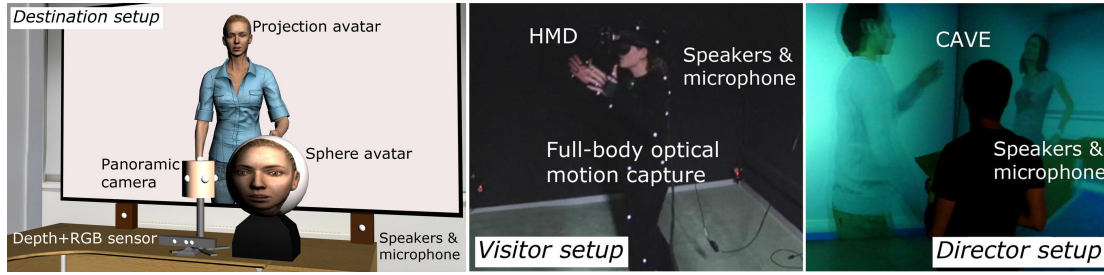 Destination setup
Projection avatar
Sphere avatar
Panoramic
camera
Depth+RGB sensor
Speakers &
microphone
HMD
Speakers &
microphone
Full-body optical
motion capture
Visitor setup
CAVE
Speakers &
microphone
Director setup